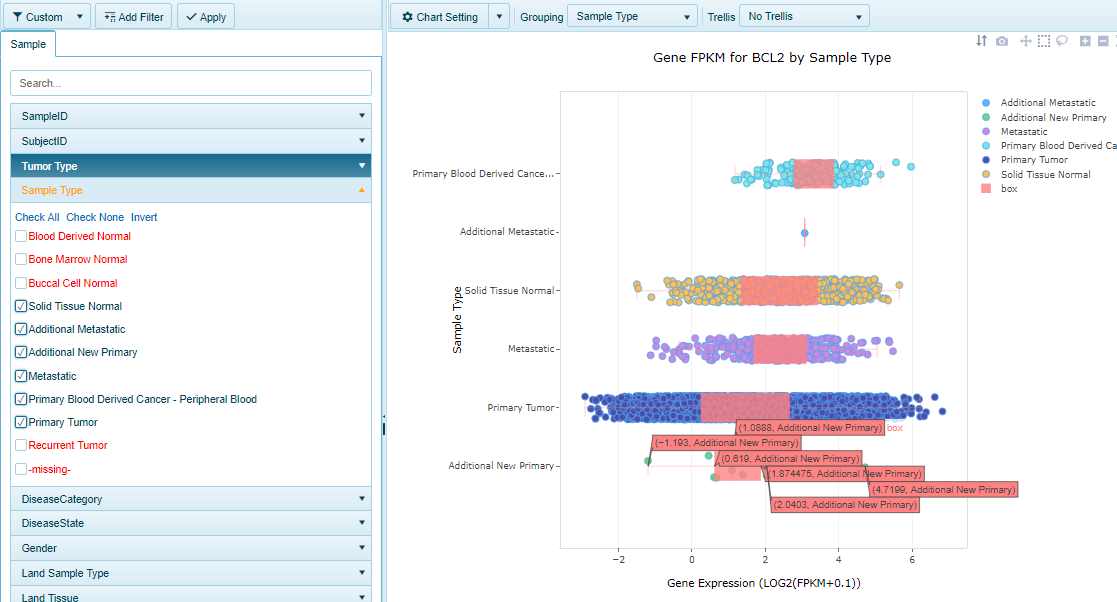 Custom
Add Filter
Apply
Chart Setting
Grouping
Sample Type
Trellis
No Trellis
Sample
Search...
SampleID
SubjectID
Tumor Type
Sample Type
Check All Check None Invert
Blood Derived Normal
Bone Marrow Normal
Buccal Cell Normal
Solid Tissue Normal
Additional Metastatic
Additional New Primary
Metastatic
Primary Blood Derived Cancer - Peripheral Blood
Primary Tumor
Recurrent Tumor
-missing-
DiseaseCategory
DiseaseState
Gender
Land Sample Type
Land Tissue
Gene FPKM for BCL2 by Sample Type
Sample Type
Primary Blood Derived Cance...
Additional Metastatic
Solid Tissue Normal
Metastatic
Primary Tumor
Additional New Primary
(1.0888, Additional New Primary) box
(−1.193, Additional New Primary)
(0.619, Additional New Primary)
(1.874475, Additional New Primary)
(4.7199, Additional New Primary)
(2.0403, Additional New Primary)
−2 0 2 4 6
Gene Expression (LOG2(FPKM+0.1))
Additional Metastatic
Additional New Primary
Metastatic
Primary Blood Derived Ca
Primary Tumor
Solid Tissue Normal
box